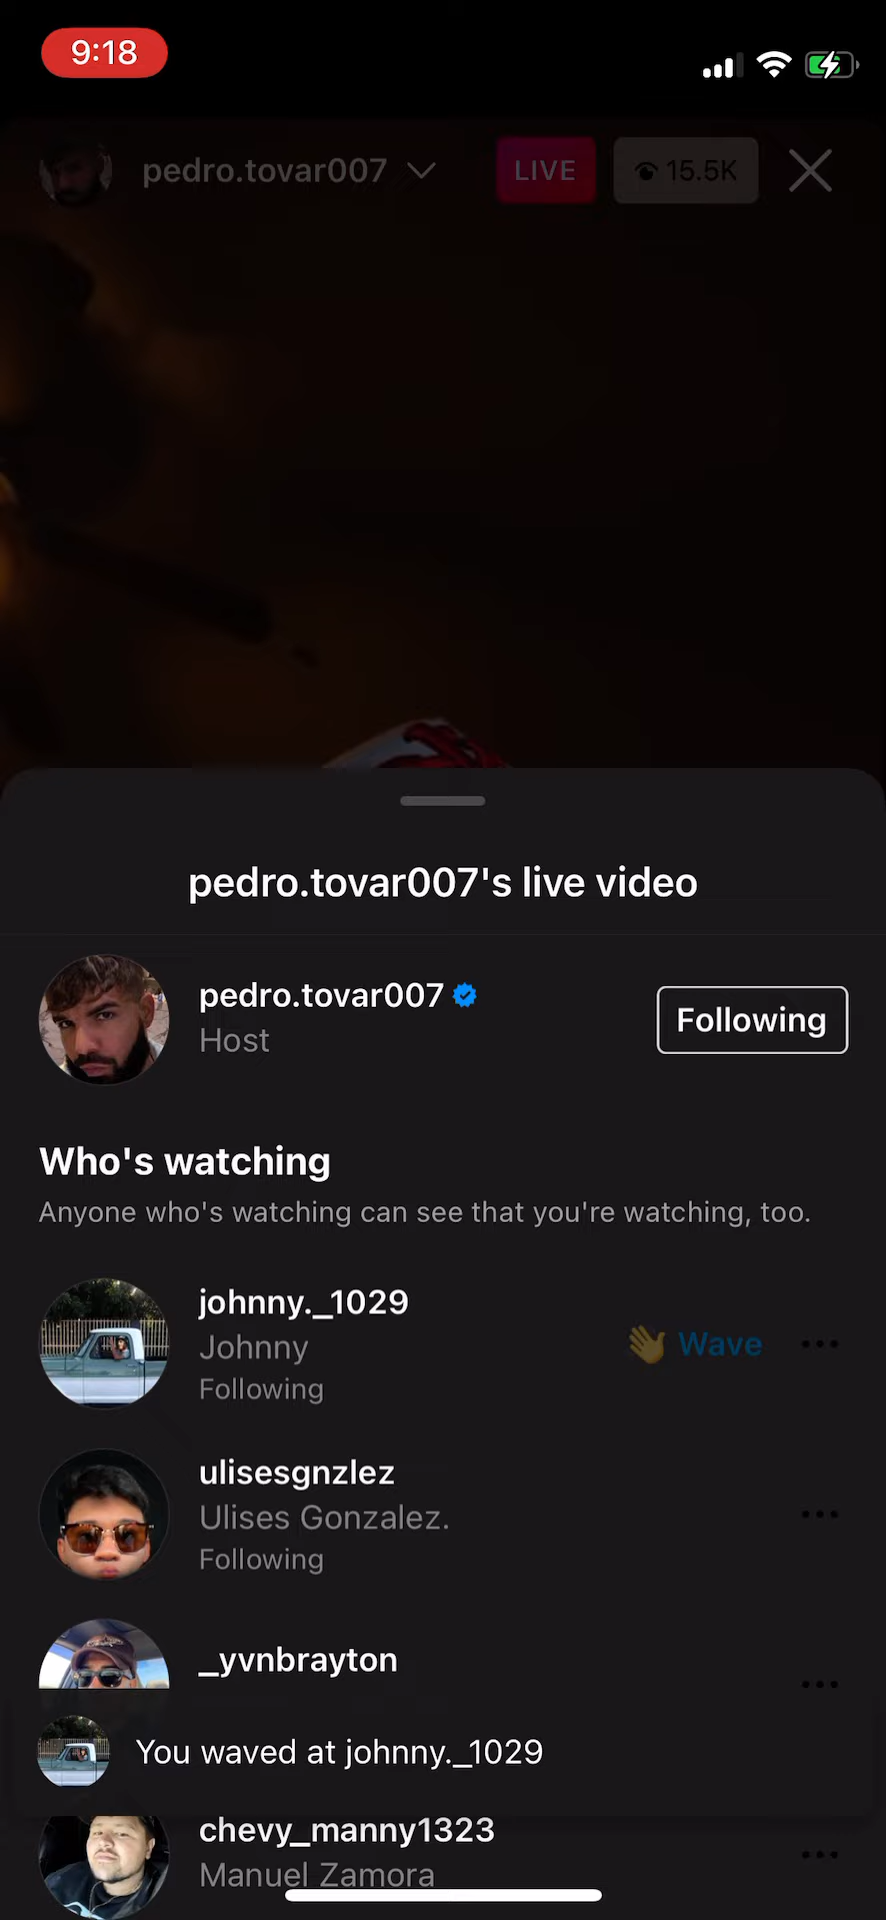 9:18
pedro.tovar007 LIVE 15.5K
pedro.tovar007's live video
pedro.tovar007
Host
Following
Who's watching
Anyone who's watching can see that you're watching, too.
johnny._1029
Johnny
Following
👋 Wave
ulisesgnzlez
Ulises Gonzalez.
Following
_yvnbrayton
You waved at johnny._1029
chevy_manny1323
Manuel Zamora